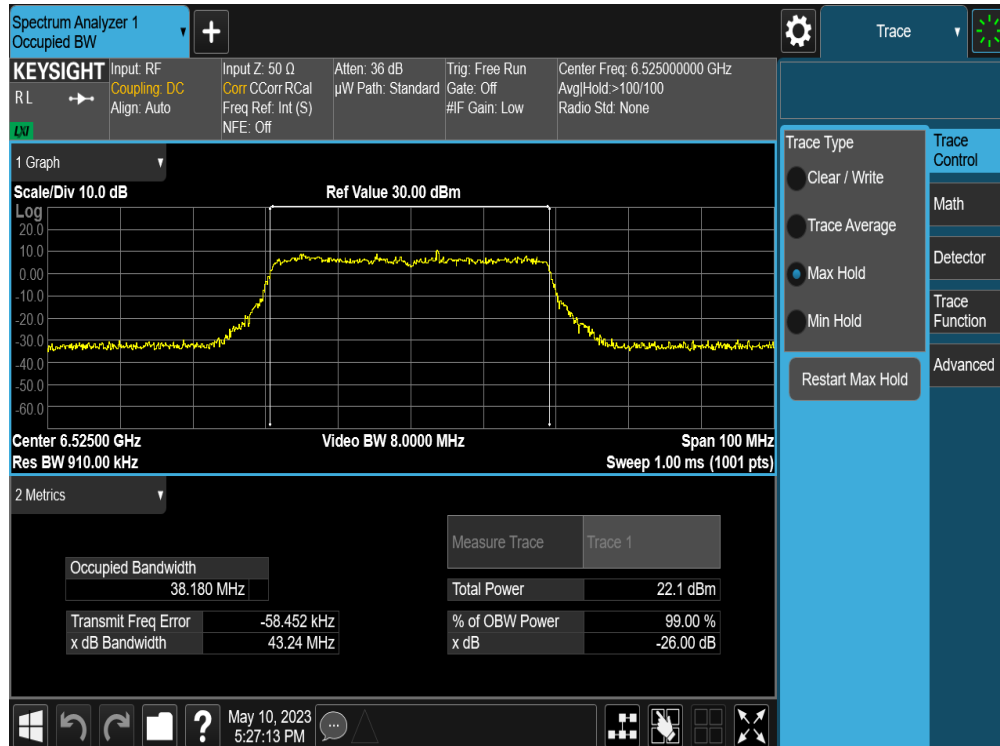 Spectrum Analyzer 1
Occupied BW
+
Trace
KEYSIGHT
RL
LXI
Input: RF
Coupling: DC
Align: Auto
Input Z: 50 Ω
Corr CCorr RCal
Freq Ref: Int (S)
NFE: Off
Atten: 36 dB
µW Path: Standard
Trig: Free Run
Gate: Off
#IF Gain: Low
Center Freq: 6.525000000 GHz
Avg|Hold:>100/100
Radio Std: None
1 Graph
Scale/Div 10.0 dB
Ref Value 30.00 dBm
Log
20.0
10.0
0.00
-10.0
-20.0
-30.0
-40.0
-50.0
-60.0
Center 6.52500 GHz
Video BW 8.0000 MHz
Span 100 MHz
Res BW 910.00 kHz
Sweep 1.00 ms (1001 pts)
2 Metrics
Measure Trace
Trace 1
Occupied Bandwidth
38.180 MHz
Total Power
22.1 dBm
Transmit Freq Error
-58.452 kHz
% of OBW Power
99.00 %
x dB Bandwidth
43.24 MHz
x dB
-26.00 dB
Trace Type
Clear / Write
Trace Average
Max Hold
Min Hold
Restart Max Hold
Trace
Control
Math
Detector
Trace
Function
Advanced
?
May 10, 2023
5:27:13 PM